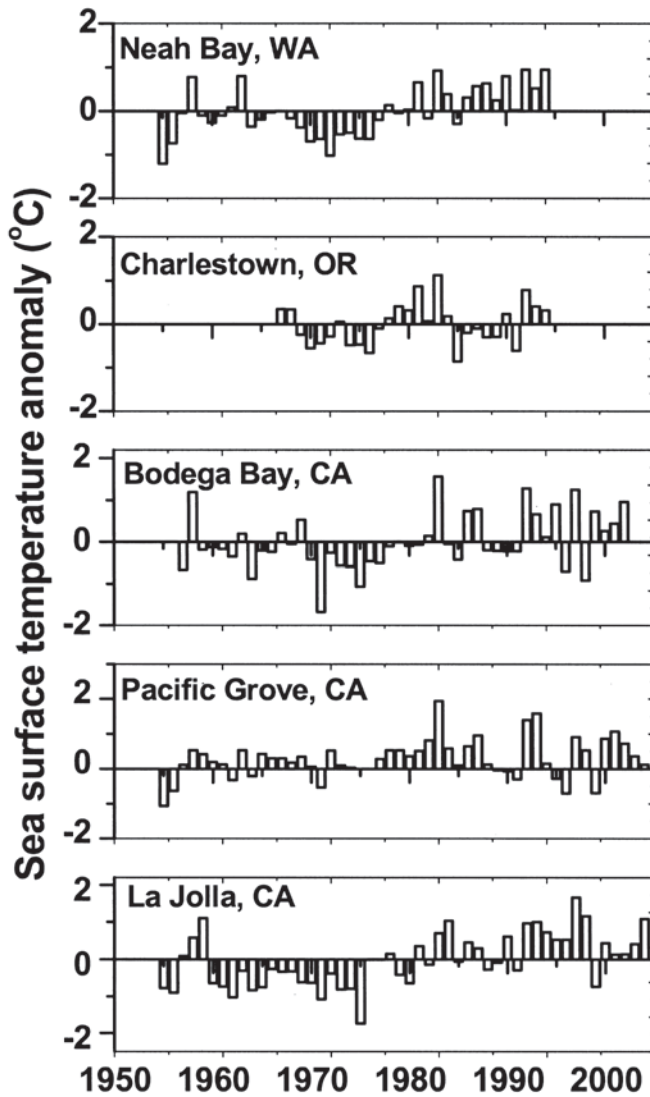 Sea surface temperature anomaly (°C)
2
Neah Bay, WA
0
-2
2
Charlestown, OR
0
-2
2
Bodega Bay, CA
0
-2
Pacific Grove, CA
2
0
-2
La Jolla, CA
2
0
-2
1950 1960 1970 1980 1990 2000